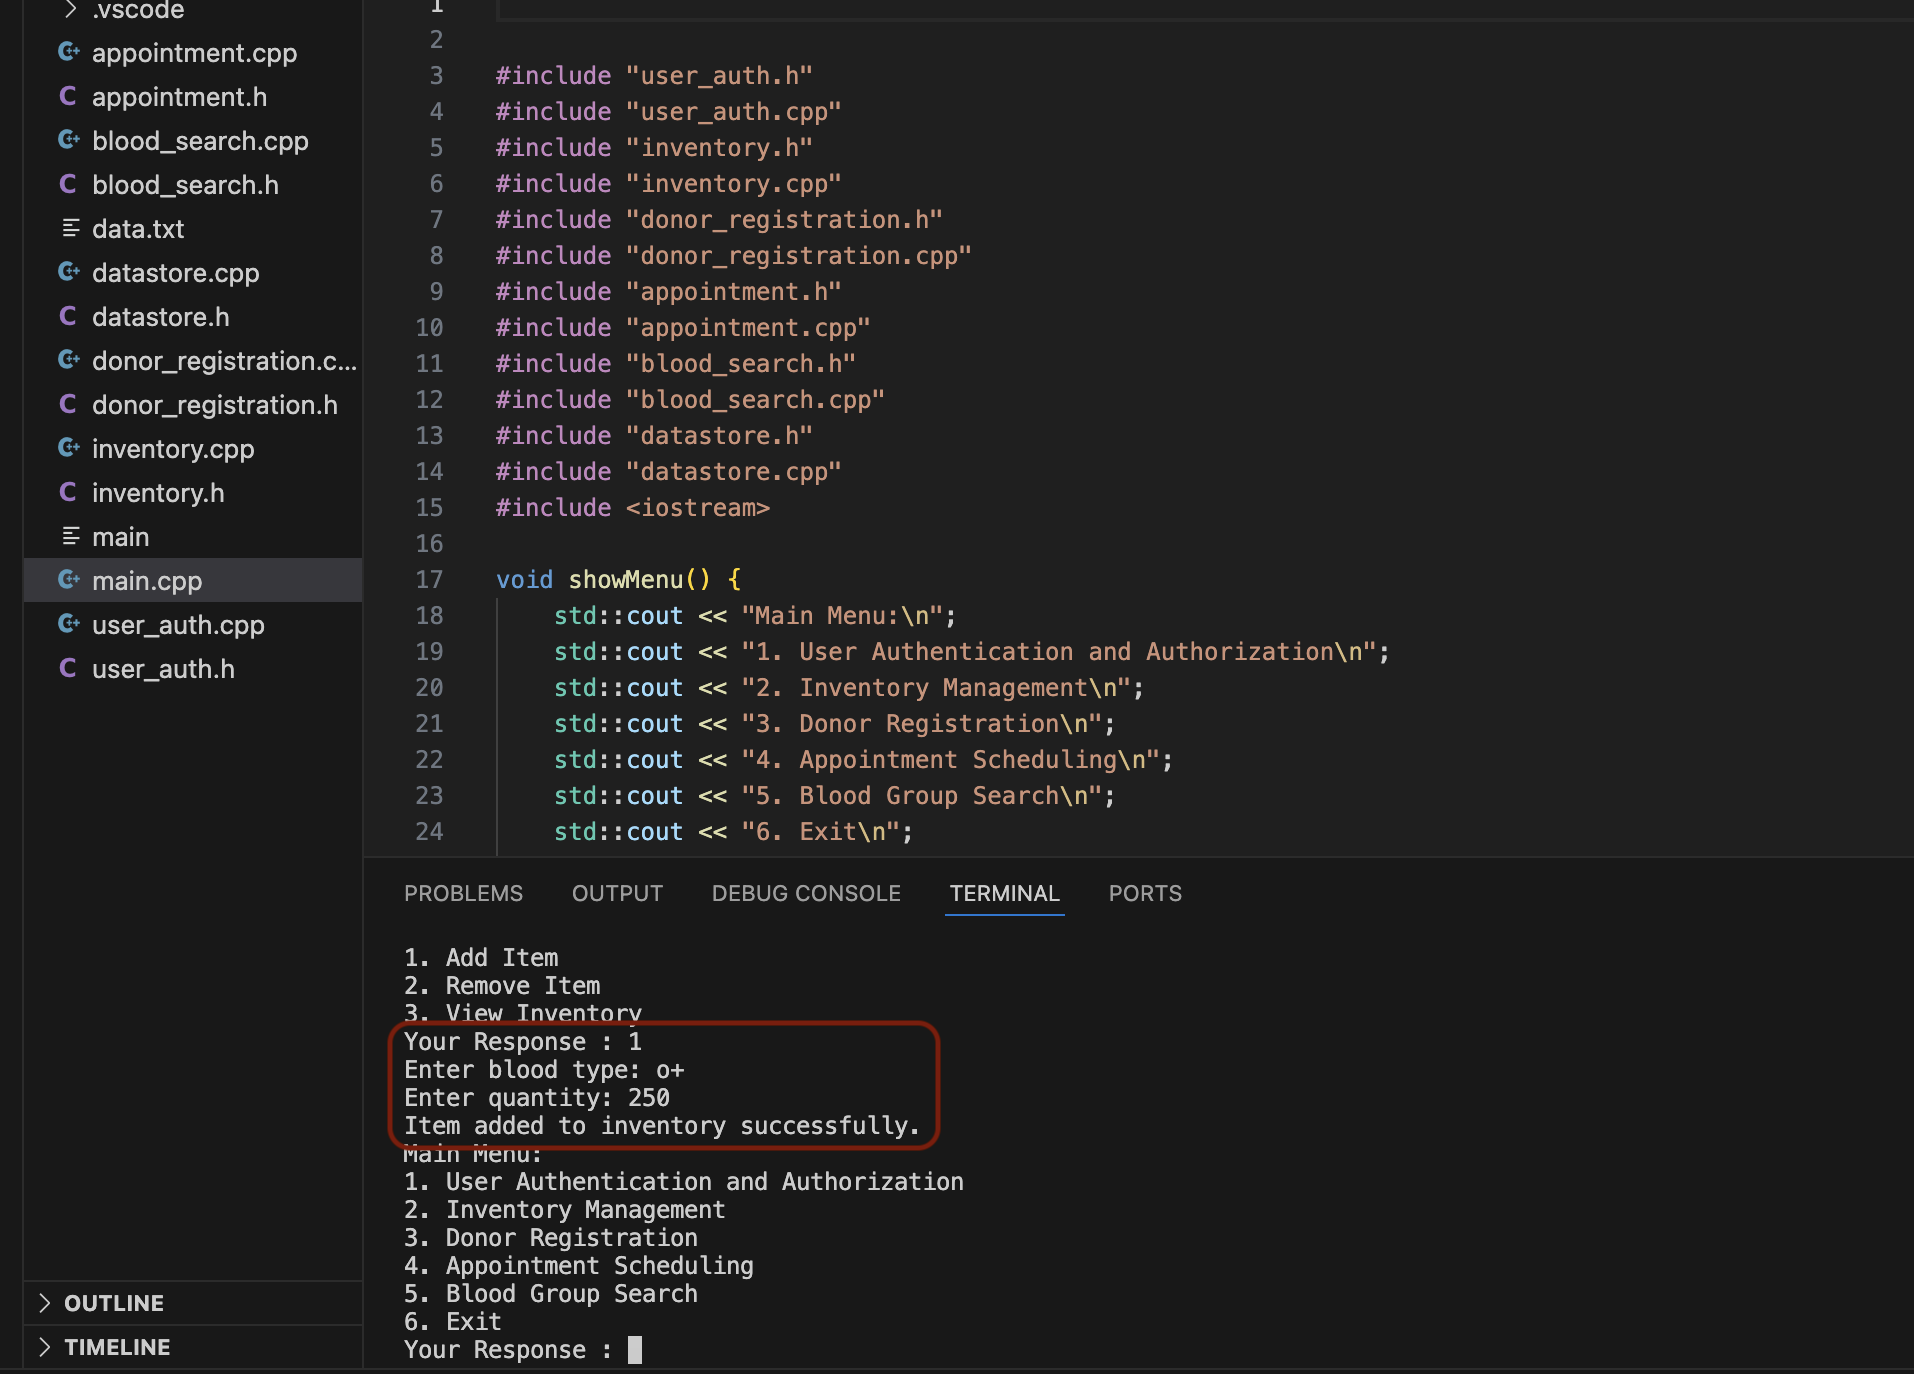 .vscode
appointment.cpp
appointment.h
blood_search.cpp
blood_search.h
data.txt
datastore.cpp
datastore.h
donor_registration.c...
donor_registration.h
inventory.cpp
inventory.h
main
main.cpp
user_auth.cpp
user_auth.h
OUTLINE
TIMELINE
1
2
3 #include "user_auth.h"
4 #include "user_auth.cpp"
5 #include "inventory.h"
6 #include "inventory.cpp"
7 #include "donor_registration.h"
8 #include "donor_registration.cpp"
9 #include "appointment.h"
10 #include "appointment.cpp"
11 #include "blood_search.h"
12 #include "blood_search.cpp"
13 #include "datastore.h"
14 #include "datastore.cpp"
15 #include <iostream>
16
17 void showMenu() {
18     std::cout << "Main Menu:\n";
19     std::cout << "1. User Authentication and Authorization\n";
20     std::cout << "2. Inventory Management\n";
21     std::cout << "3. Donor Registration\n";
22     std::cout << "4. Appointment Scheduling\n";
23     std::cout << "5. Blood Group Search\n";
24     std::cout << "6. Exit\n";
PROBLEMS OUTPUT DEBUG CONSOLE TERMINAL PORTS
1. Add Item
2. Remove Item
3. View Inventory
Your Response : 1
Enter blood type: o+
Enter quantity: 250
Item added to inventory successfully.
Main Menu:
1. User Authentication and Authorization
2. Inventory Management
3. Donor Registration
4. Appointment Scheduling
5. Blood Group Search
6. Exit
Your Response :